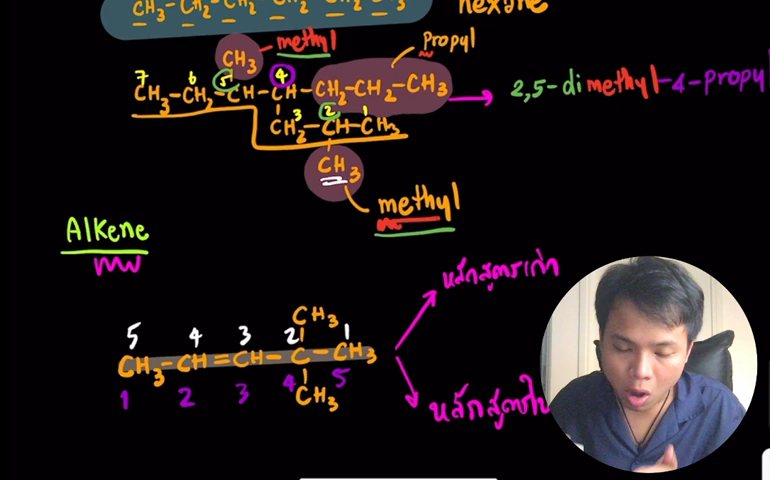 CH3-CH2-CH2 CH2 CH2 CH3
hexane
CH3 methyl
Propyl
7 6 5 4
CH3-CH2-CH-CH-CH2-CH2-CH3 → 2,5-dimethyl-4-propyl
3 2 1
CH2-CH-CH3
CH3
methyl
Alkene
หลักสูตรเก่า
CH3
5 4 3 2 1
CH3-CH=CH-C-CH3
1 2 3 4 5
CH3
หลักสูตรให